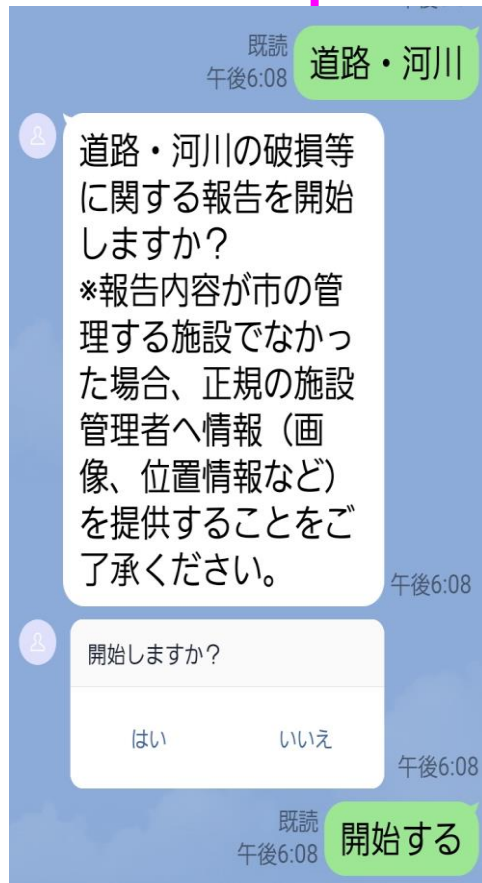 既読
午後6:08
道路・河川
道路・河川の破損等
に関する報告を開始
しますか？
※報告内容が市の管
理する施設でなかっ
た場合、正規の施設
管理者へ情報（画
像、位置情報など）
を提供することをご
了承ください。
午後6:08
開始しますか？
はい いいえ
午後6:08
既読
午後6:08
開始する